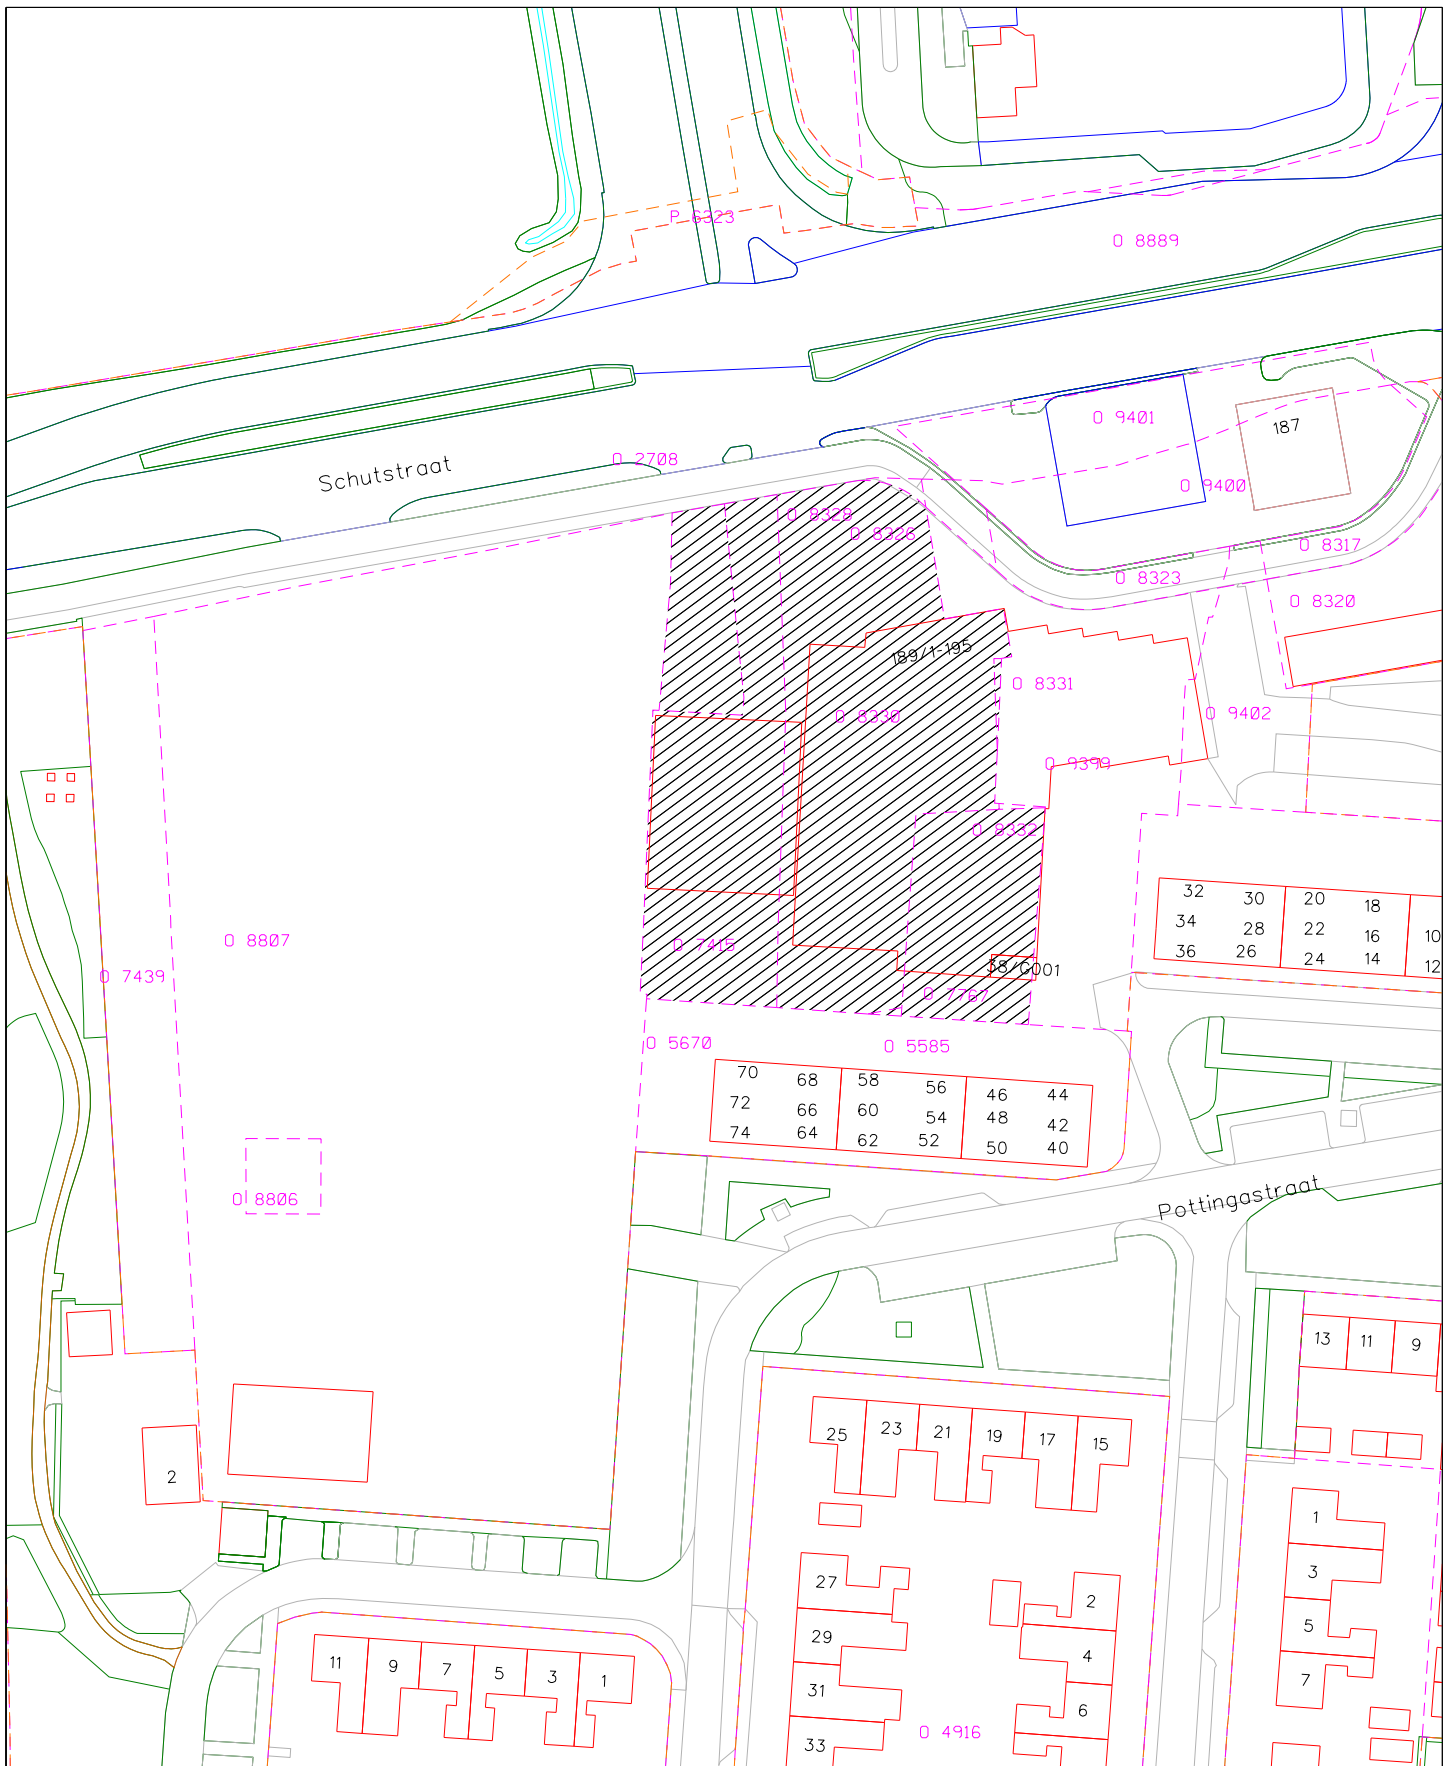 P 6323
O 8889
O 9401
187
O 2708
Schutstraat
O 9400
O 8328
O 8326
O 8317
O 8323
O 8320
189/1-195
O 8331
O 8330
O 9402
O 9399
O 8332
32 30 20 18
34 28 22 16 10
36 26 24 14 12
O 8807
O 7415
O 7439
38/G001
O 7767
O 5670
O 5585
70 68 58 56 46 44
72 66 60 54 48 42
74 64 62 52 50 40
O 8806
Pottingastraat
13 11 9
25 23 21 19 17 15
2
1
3
27
2
5
29
4
7
11 9 7 5 3 1
31
6
33
O 4916